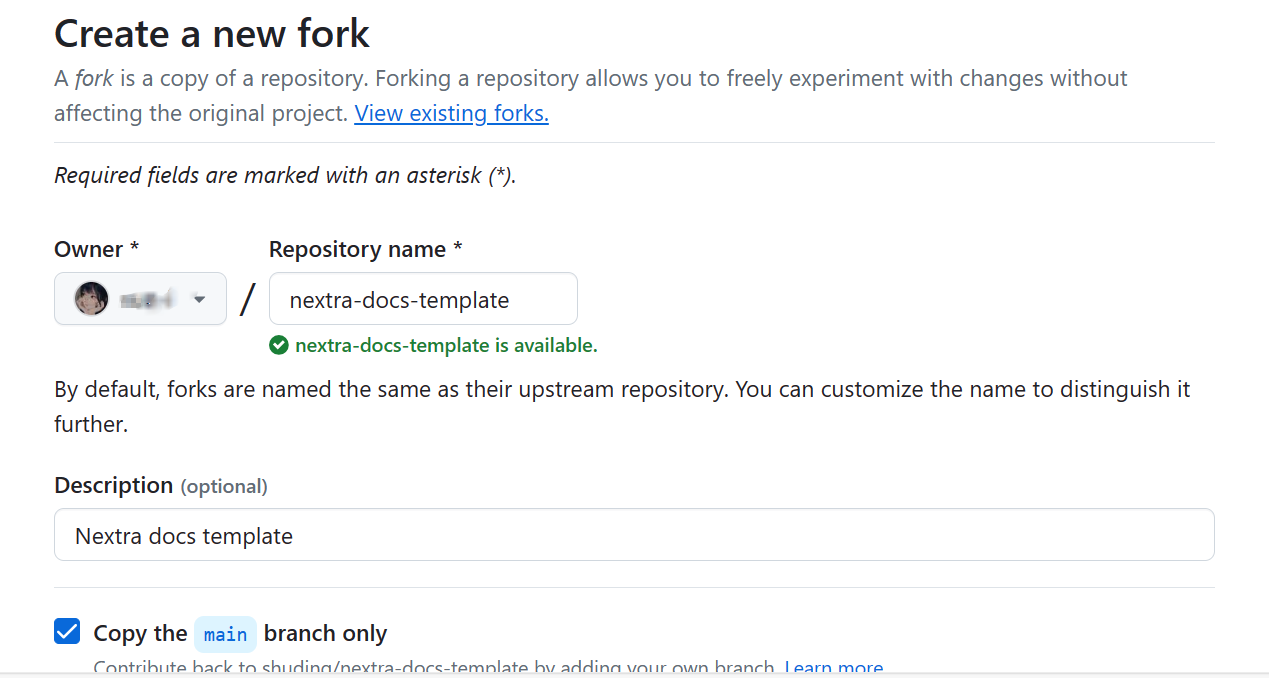 Create a new fork
A fork is a copy of a repository. Forking a repository allows you to freely experiment with changes without
affecting the original project. View existing forks.
Required fields are marked with an asterisk (*).
Owner *
Repository name *
/
nextra-docs-template
nextra-docs-template is available.
By default, forks are named the same as their upstream repository. You can customize the name to distinguish it
further.
Description (optional)
Nextra docs template
Copy the main branch only
Contribute back to shuding/nextra-docs-template by adding your own branch. Learn more.